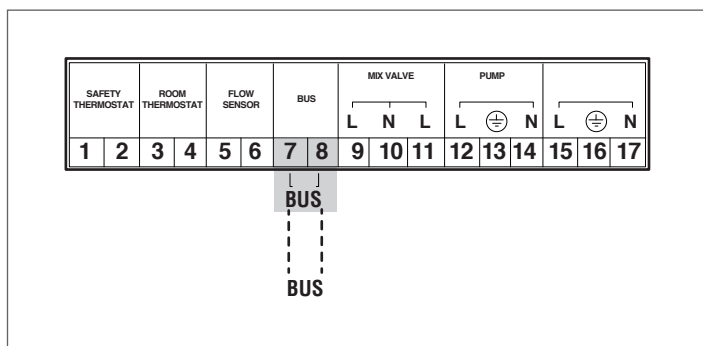 SAFETY THERMOSTAT
ROOM THERMOSTAT
FLOW SENSOR
BUS
MIX VALVE
PUMP
L N L L N L N
1 2 3 4 5 6 7 8 9 10 11 12 13 14 15 16 17
BUS
BUS